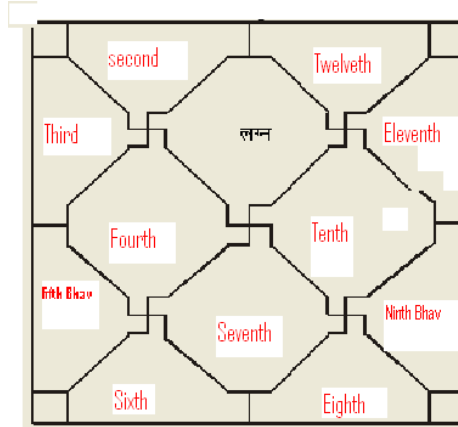 second
Twelveth
Third
लग्न
Eleventh
Fourth
Tenth
Fifth Bhav
Ninth Bhav
Seventh
Sixth
Eighth